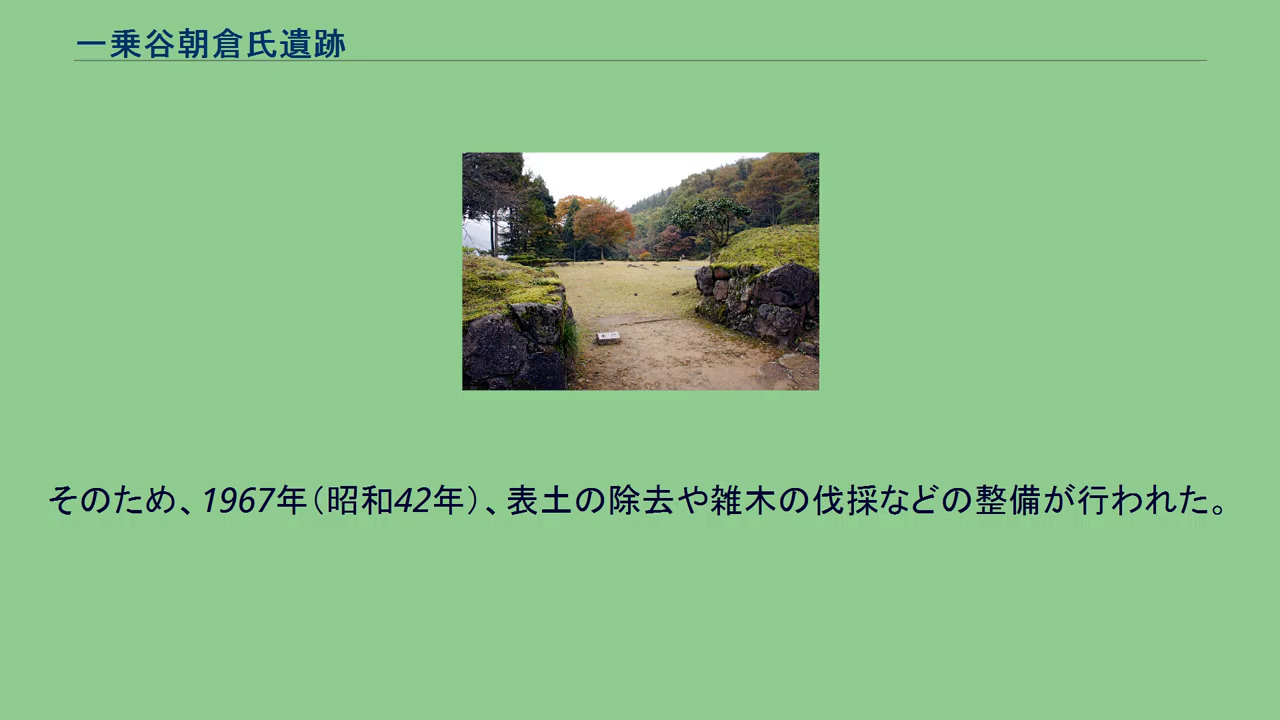 一乗谷朝倉氏遺跡
そのため、1967年（昭和42年）、表土の除去や雑木の伐採などの整備が行われた。